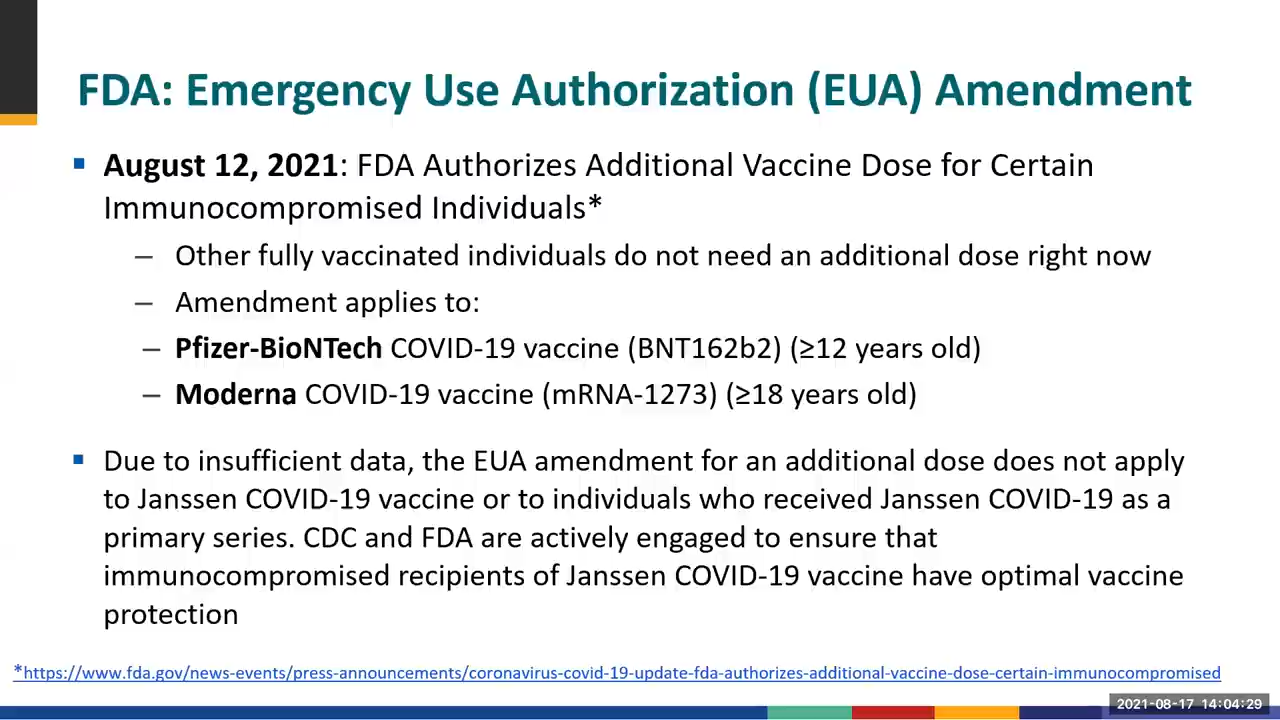 FDA: Emergency Use Authorization (EUA) Amendment
▪ August 12, 2021: FDA Authorizes Additional Vaccine Dose for Certain
Immunocompromised Individuals*
– Other fully vaccinated individuals do not need an additional dose right now
– Amendment applies to:
– Pfizer-BioNTech COVID-19 vaccine (BNT162b2) (≥12 years old)
– Moderna COVID-19 vaccine (mRNA-1273) (≥18 years old)
▪ Due to insufficient data, the EUA amendment for an additional dose does not apply
to Janssen COVID-19 vaccine or to individuals who received Janssen COVID-19 as a
primary series. CDC and FDA are actively engaged to ensure that
immunocompromised recipients of Janssen COVID-19 vaccine have optimal vaccine
protection
*https://www.fda.gov/news-events/press-announcements/coronavirus-covid-19-update-fda-authorizes-additional-vaccine-dose-certain-immunocompromised
2021-08-17 14:04:29